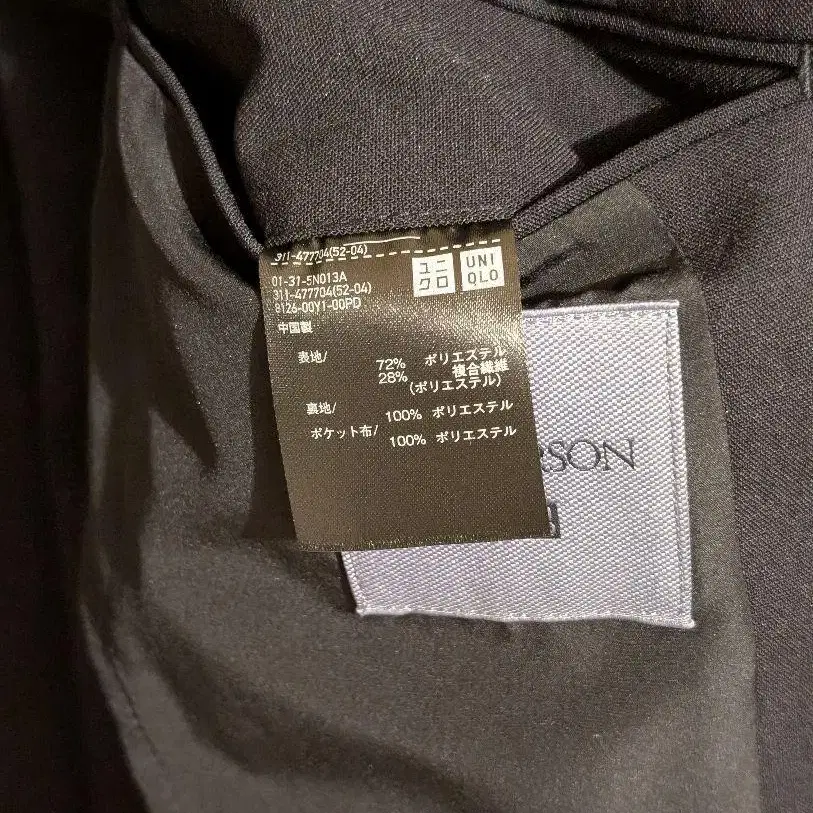 311-477704(52-04)
ユニ
クロ
UNI
QLO
01-31-5N013A
311-477704(52-04)
9126-00Y1-00PD
中国製
表地/ 72% ポリエステル
28% 複合繊維
(ポリエステル)
裏地/ 100% ポリエステル
ポケット布/ 100% ポリエステル
RSON